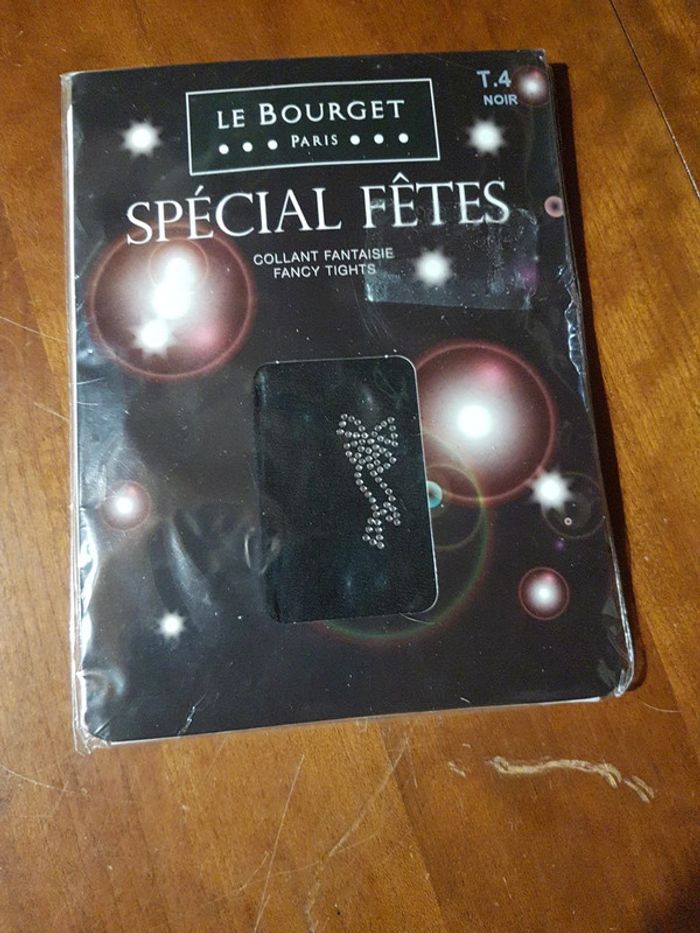 T.4
NOIR
LE BOURGET
••• PARIS •••
SPÉCIAL FÊTES
COLLANT FANTAISIE
FANCY TIGHTS